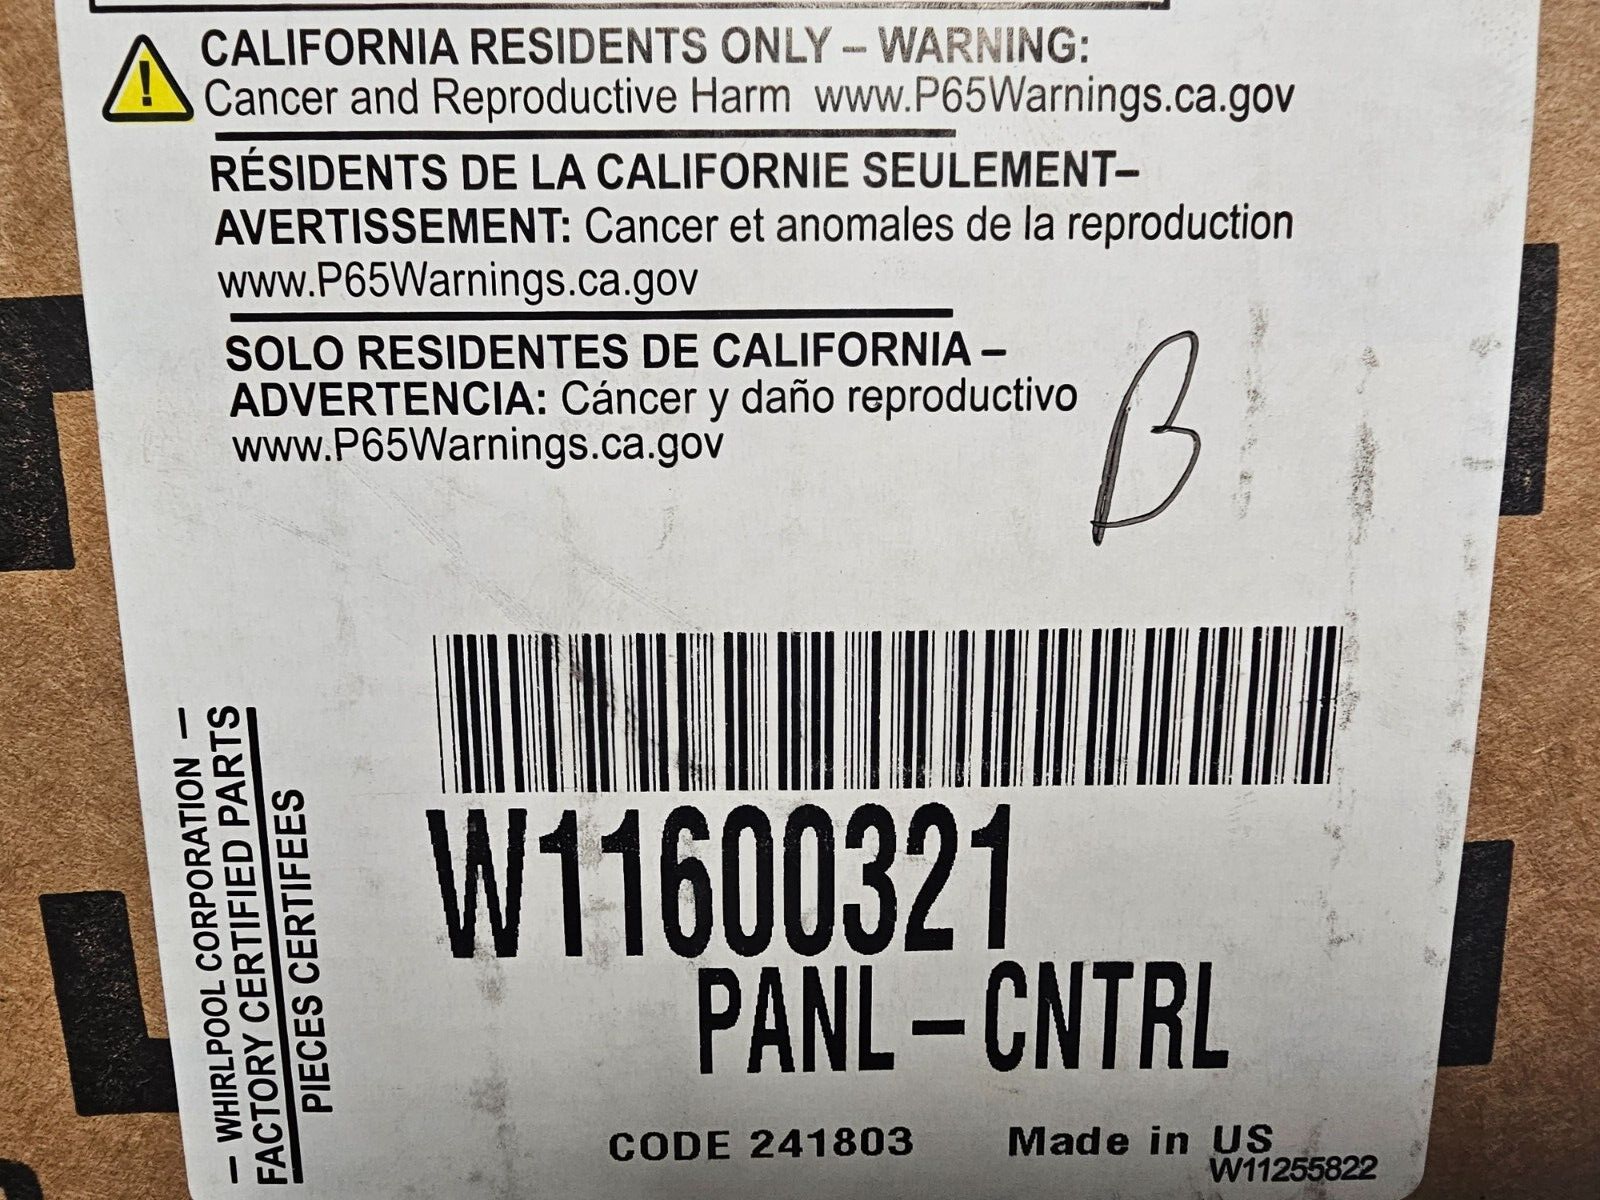 CALIFORNIA RESIDENTS ONLY – WARNING:
Cancer and Reproductive Harm www.P65Warnings.ca.gov
RÉSIDENTS DE LA CALIFORNIE SEULEMENT–
AVERTISSEMENT: Cancer et anomales de la reproduction
www.P65Warnings.ca.gov
SOLO RESIDENTES DE CALIFORNIA –
ADVERTENCIA: Cáncer y daño reproductivo
www.P65Warnings.ca.gov
B
– WHIRLPOOL CORPORATION –
FACTORY CERTIFIED PARTS
PIECES CERTIFEES
W11600321
PANL – CNTRL
CODE 241803 Made in US
W11255822